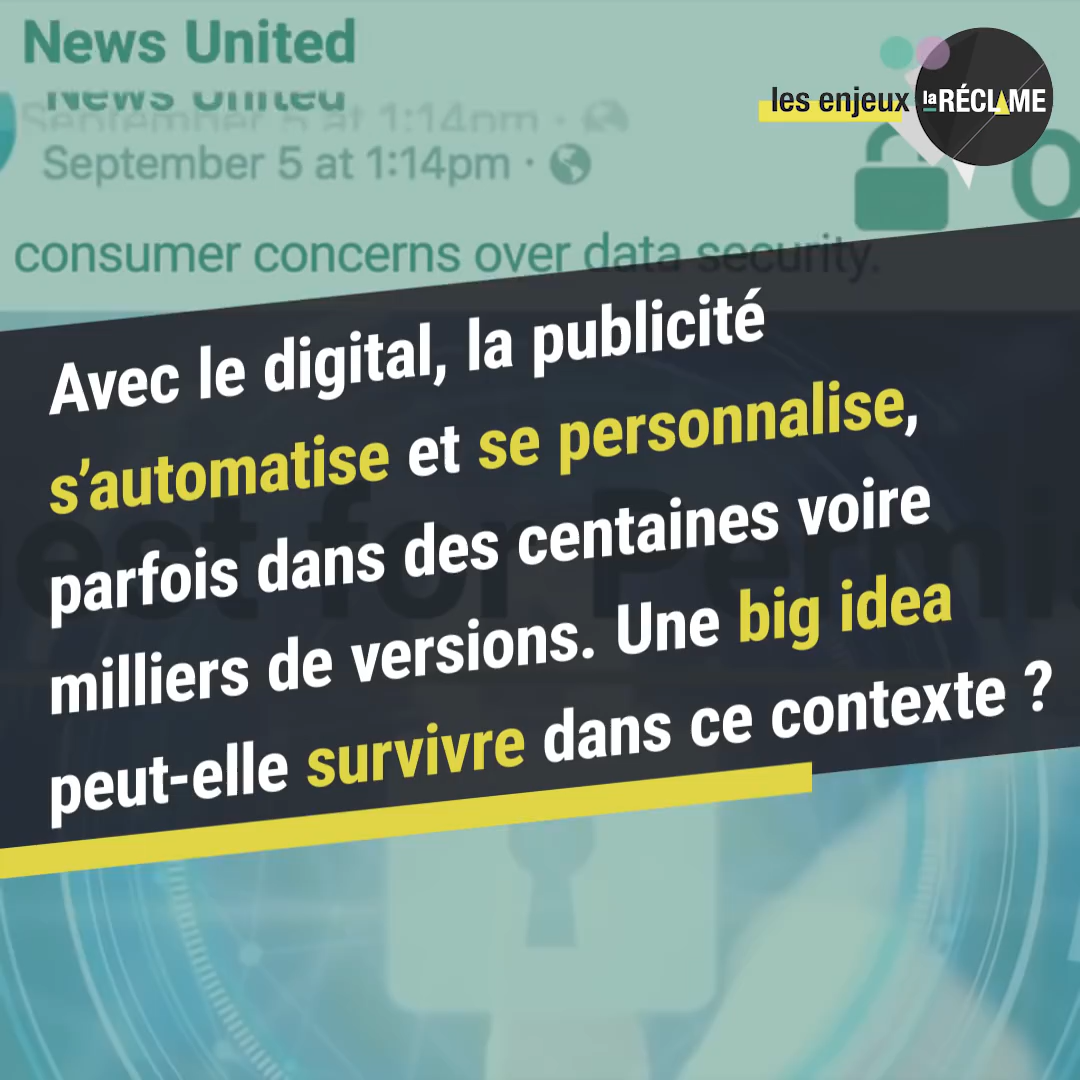 News United
News United
September 5 at 1:14pm ·
September 5 at 1:14pm ·
les enjeux laRÉCLAME
consumer concerns over data security.
Avec le digital, la publicité
s’automatise et se personnalise,
parfois dans des centaines voire
milliers de versions. Une big idea
peut-elle survivre dans ce contexte ?